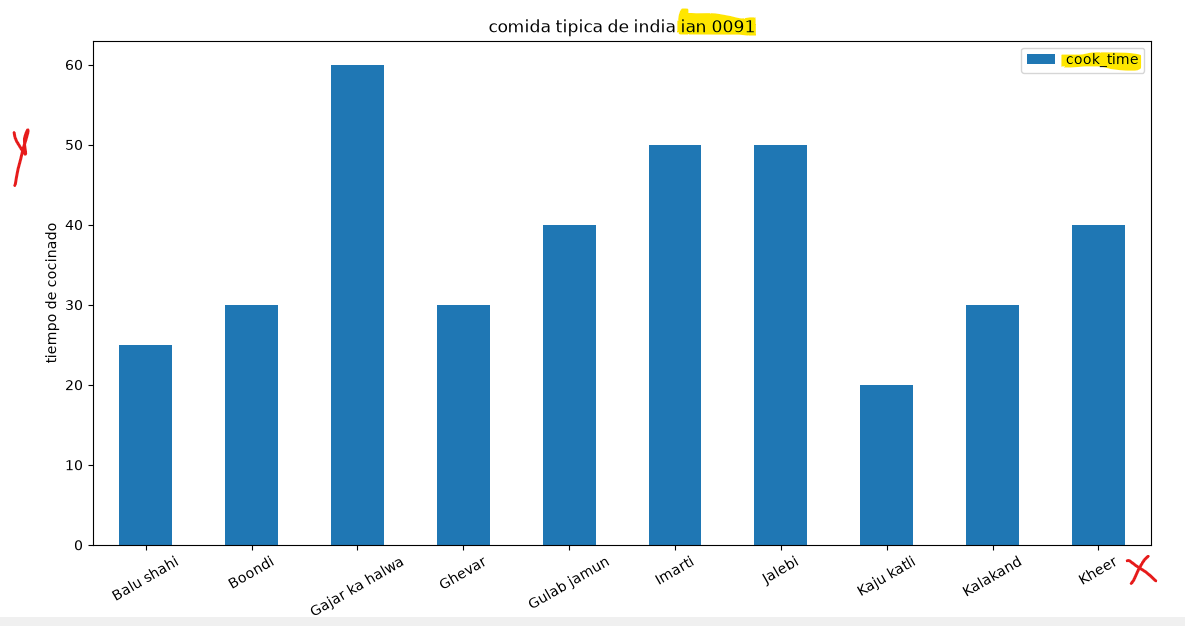 comida tipica de india ian 0091
cook_time
60
50
40
30
20
10
0
Y
tiempo de cocinado
Balu shahi
Boondi
Gajar ka halwa
Ghevar
Gulab jamun
Imarti
Jalebi
Kaju katli
Kalakand
Kheer
X